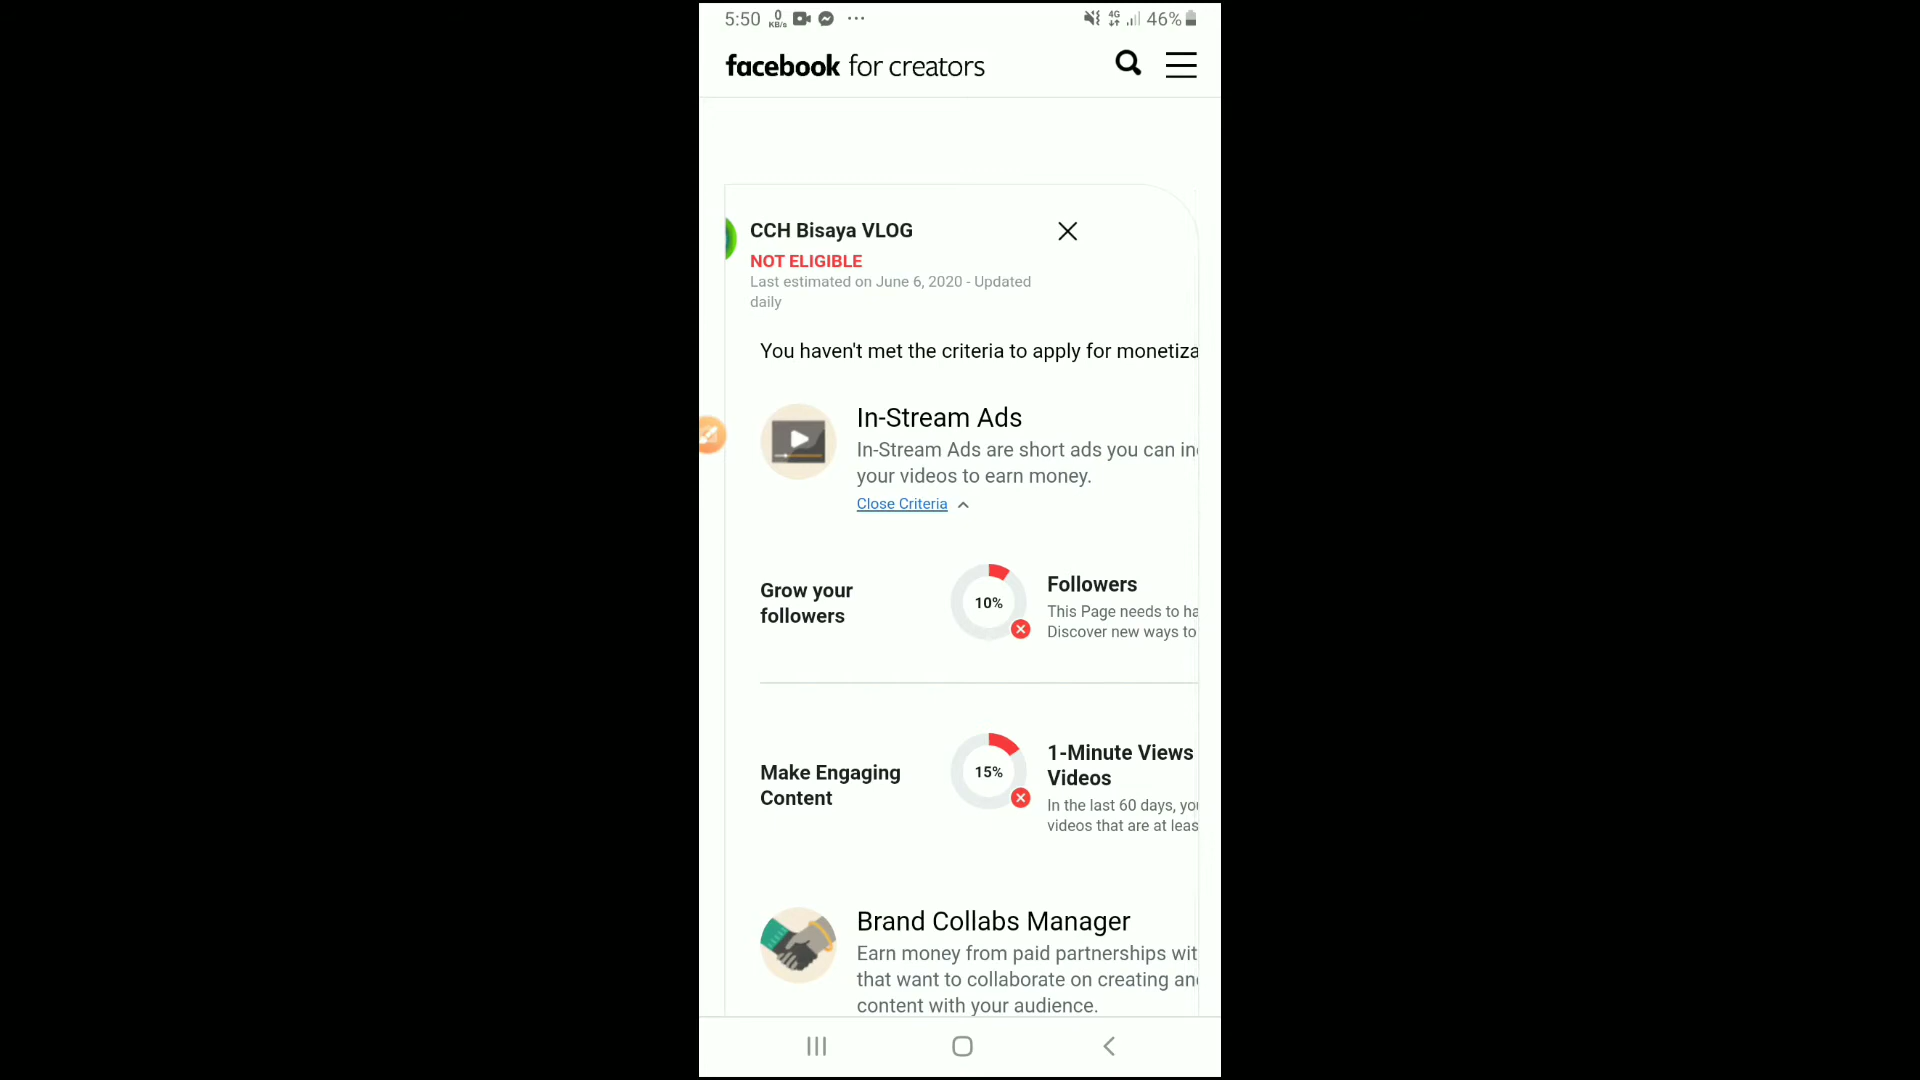 5:50 0 KB/s 4G 46%
facebook for creators
CCH Bisaya VLOG
NOT ELIGIBLE
Last estimated on June 6, 2020 - Updated
daily
You haven't met the criteria to apply for monetiza
In-Stream Ads
In-Stream Ads are short ads you can in
your videos to earn money.
Close Criteria
Grow your
followers
10%
Followers
This Page needs to ha
Discover new ways to
Make Engaging
Content
15%
1-Minute Views
Videos
In the last 60 days, you
videos that are at leas
Brand Collabs Manager
Earn money from paid partnerships wit
that want to collaborate on creating an
content with your audience.